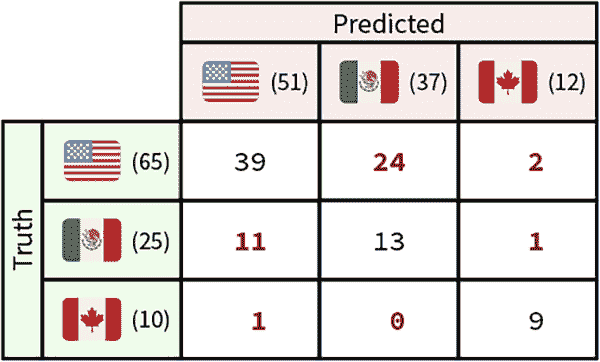 Predicted
(51) (37) (12)
Truth
(65) 39 24 2
(25) 11 13 1
(10) 1 0 9